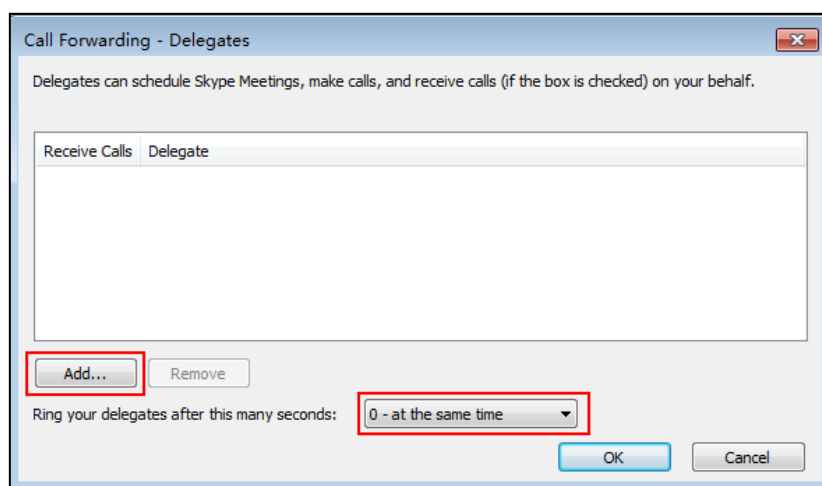 Call Forwarding - Delegates
Delegates can schedule Skype Meetings, make calls, and receive calls (if the box is checked) on your behalf.
Receive Calls Delegate
Add... Remove
Ring your delegates after this many seconds: 0 - at the same time
OK Cancel